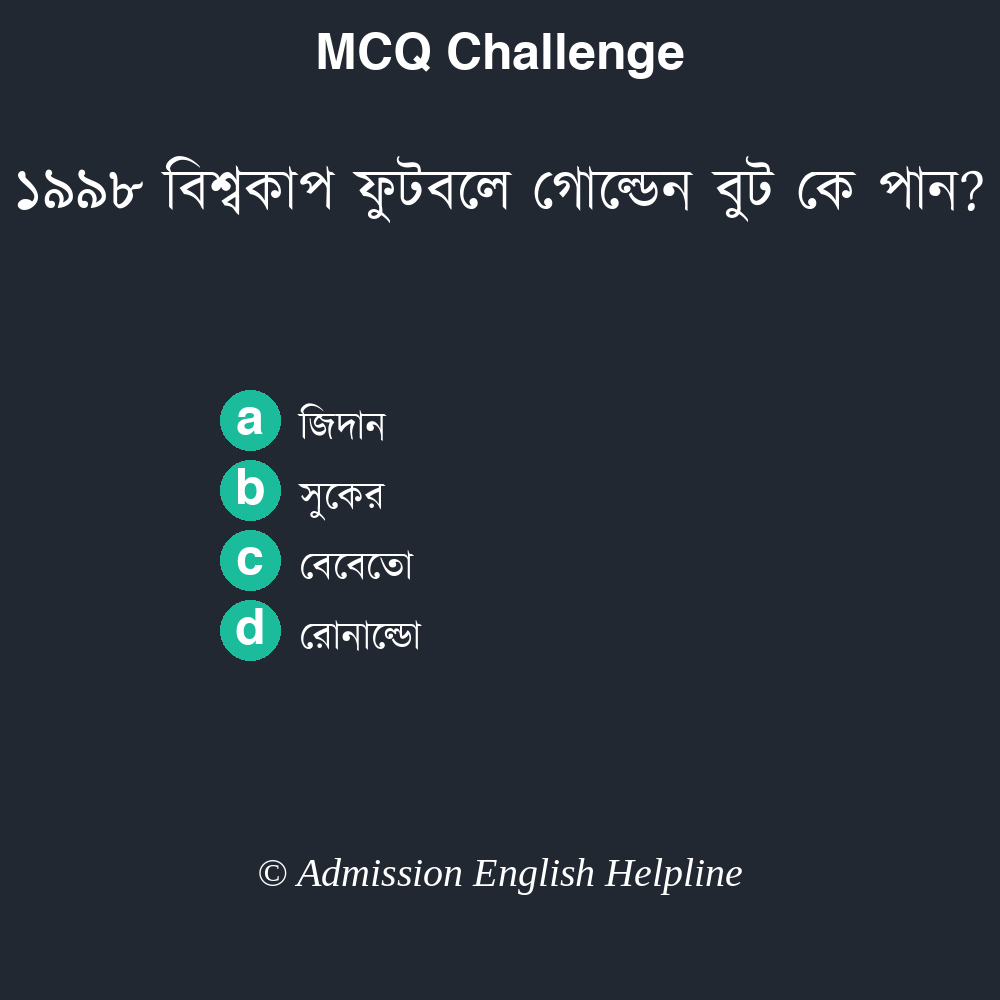 MCQ Challenge
১৯৯৮ বিশ্বকাপ ফুটবলে গোল্ডেন বুট কে পান?
a জিদান
b সুকের
c বেবেতো
d রোনাল্ডো
© Admission English Helpline